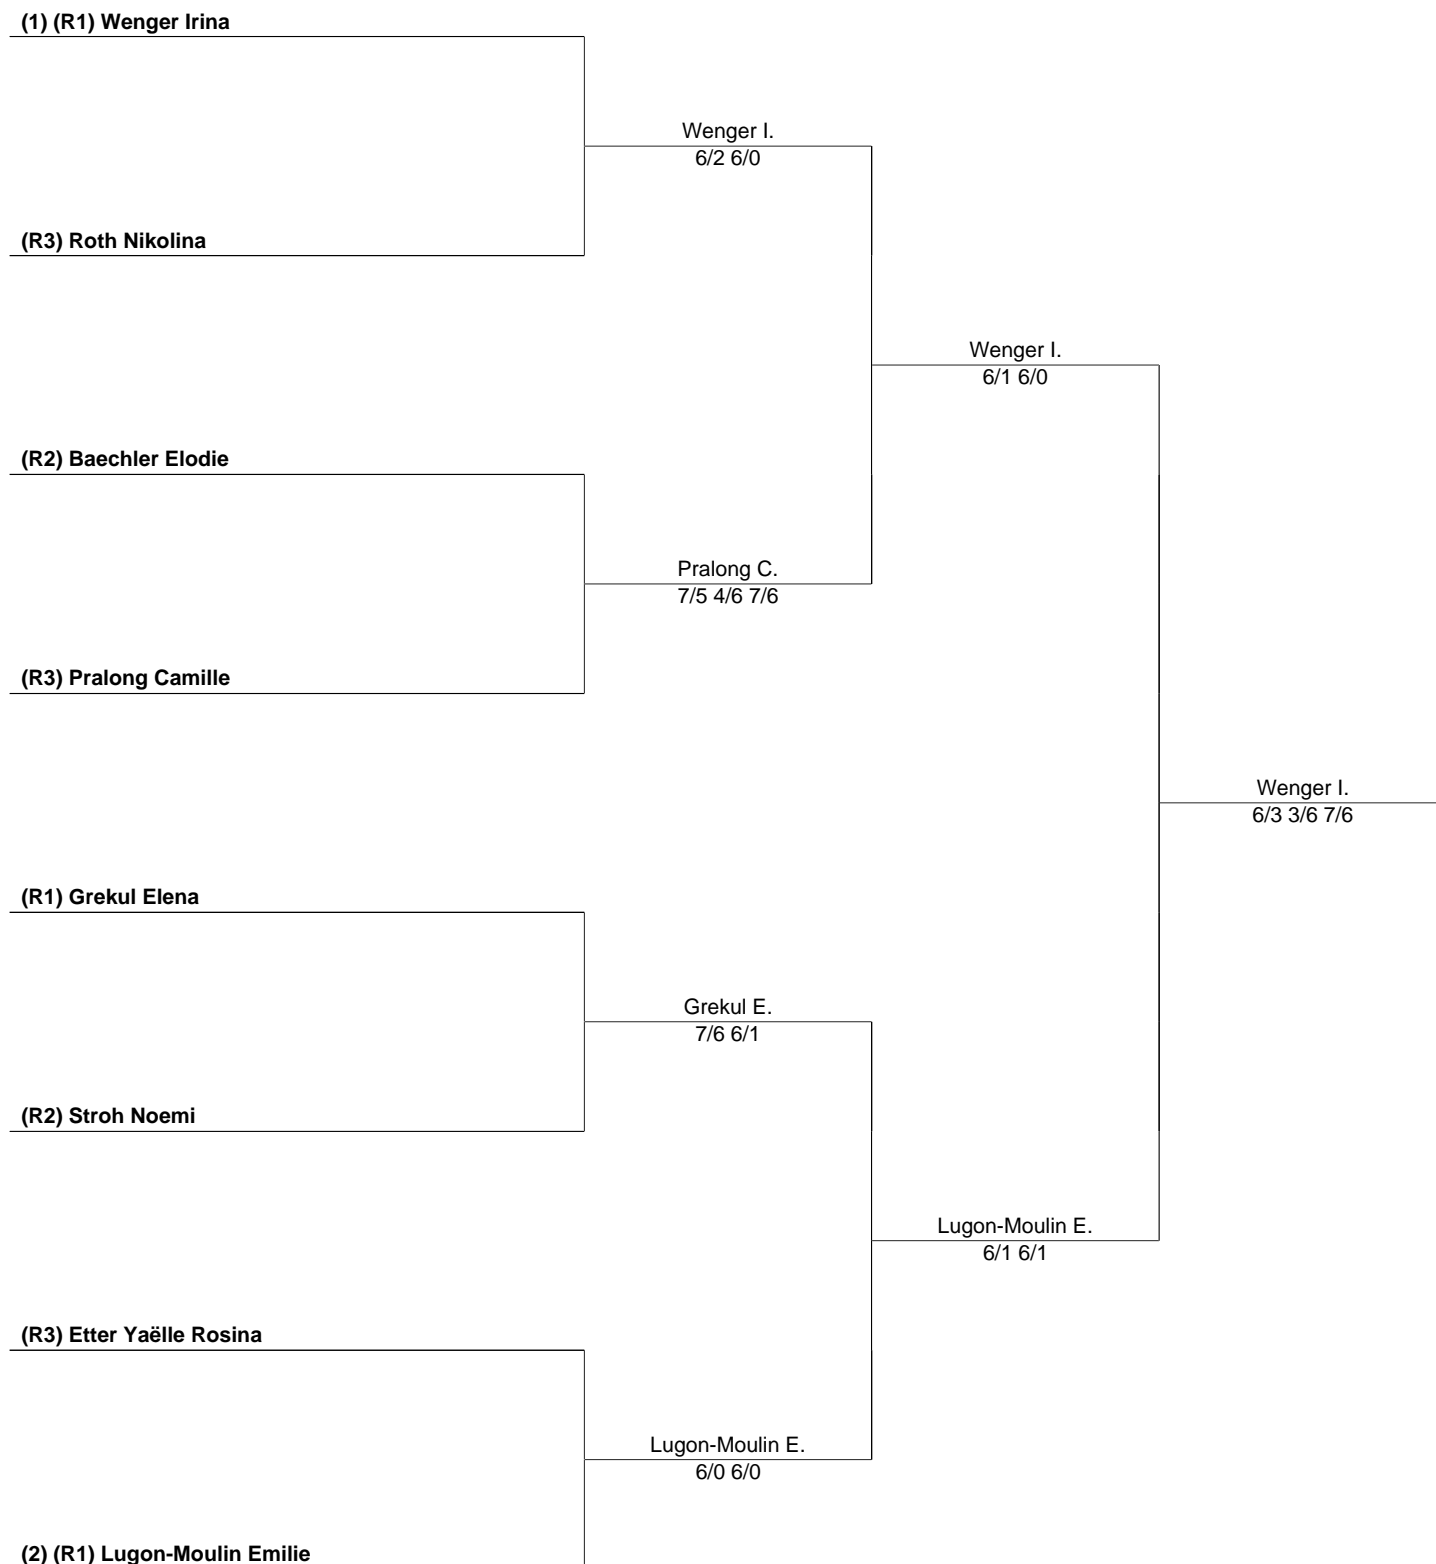 (1) (R1) Wenger Irina
Wenger I.
6/2 6/0
(R3) Roth Nikolina
Wenger I.
6/1 6/0
(R2) Baechler Elodie
Pralong C.
7/5 4/6 7/6
(R3) Pralong Camille
Wenger I.
6/3 3/6 7/6
(R1) Grekul Elena
Grekul E.
7/6 6/1
(R2) Stroh Noemi
Lugon-Moulin E.
6/1 6/1
(R3) Etter Yaëlle Rosina
Lugon-Moulin E.
6/0 6/0
(2) (R1) Lugon-Moulin Emilie